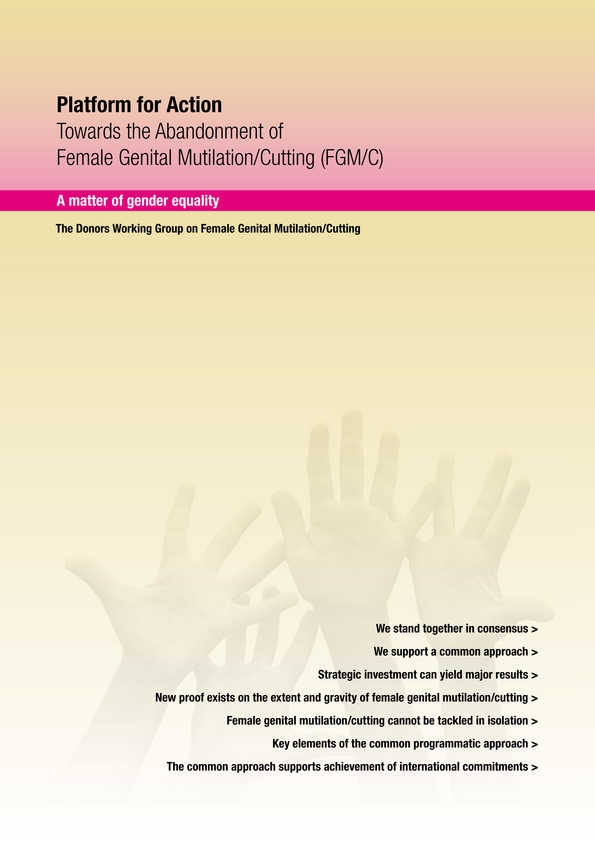 Platform for Action
Towards the Abandonment of
Female Genital Mutilation/Cutting (FGM/C)
A matter of gender equality
The Donors Working Group on Female Genital Mutilation/Cutting
We stand together in consensus >
We support a common approach >
Strategic investment can yield major results >
New proof exists on the extent and gravity of female genital mutilation/cutting >
Female genital mutilation/cutting cannot be tackled in isolation >
Key elements of the common programmatic approach >
The common approach supports achievement of international commitments >